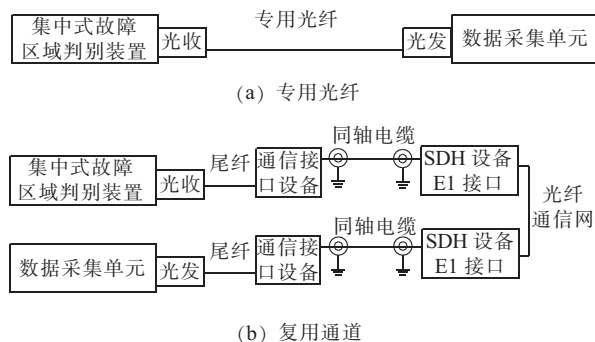 专用光纤
集中式故障
区域判别装置
光收
光发
数据采集单元
(a) 专用光纤
同轴电缆
集中式故障
区域判别装置
光收
尾纤
通信接
口设备
SDH 设备
E1 接口
光纤
通信网
同轴电缆
数据采集单元
光发
尾纤
通信接
口设备
SDH 设备
E1 接口
(b) 复用通道